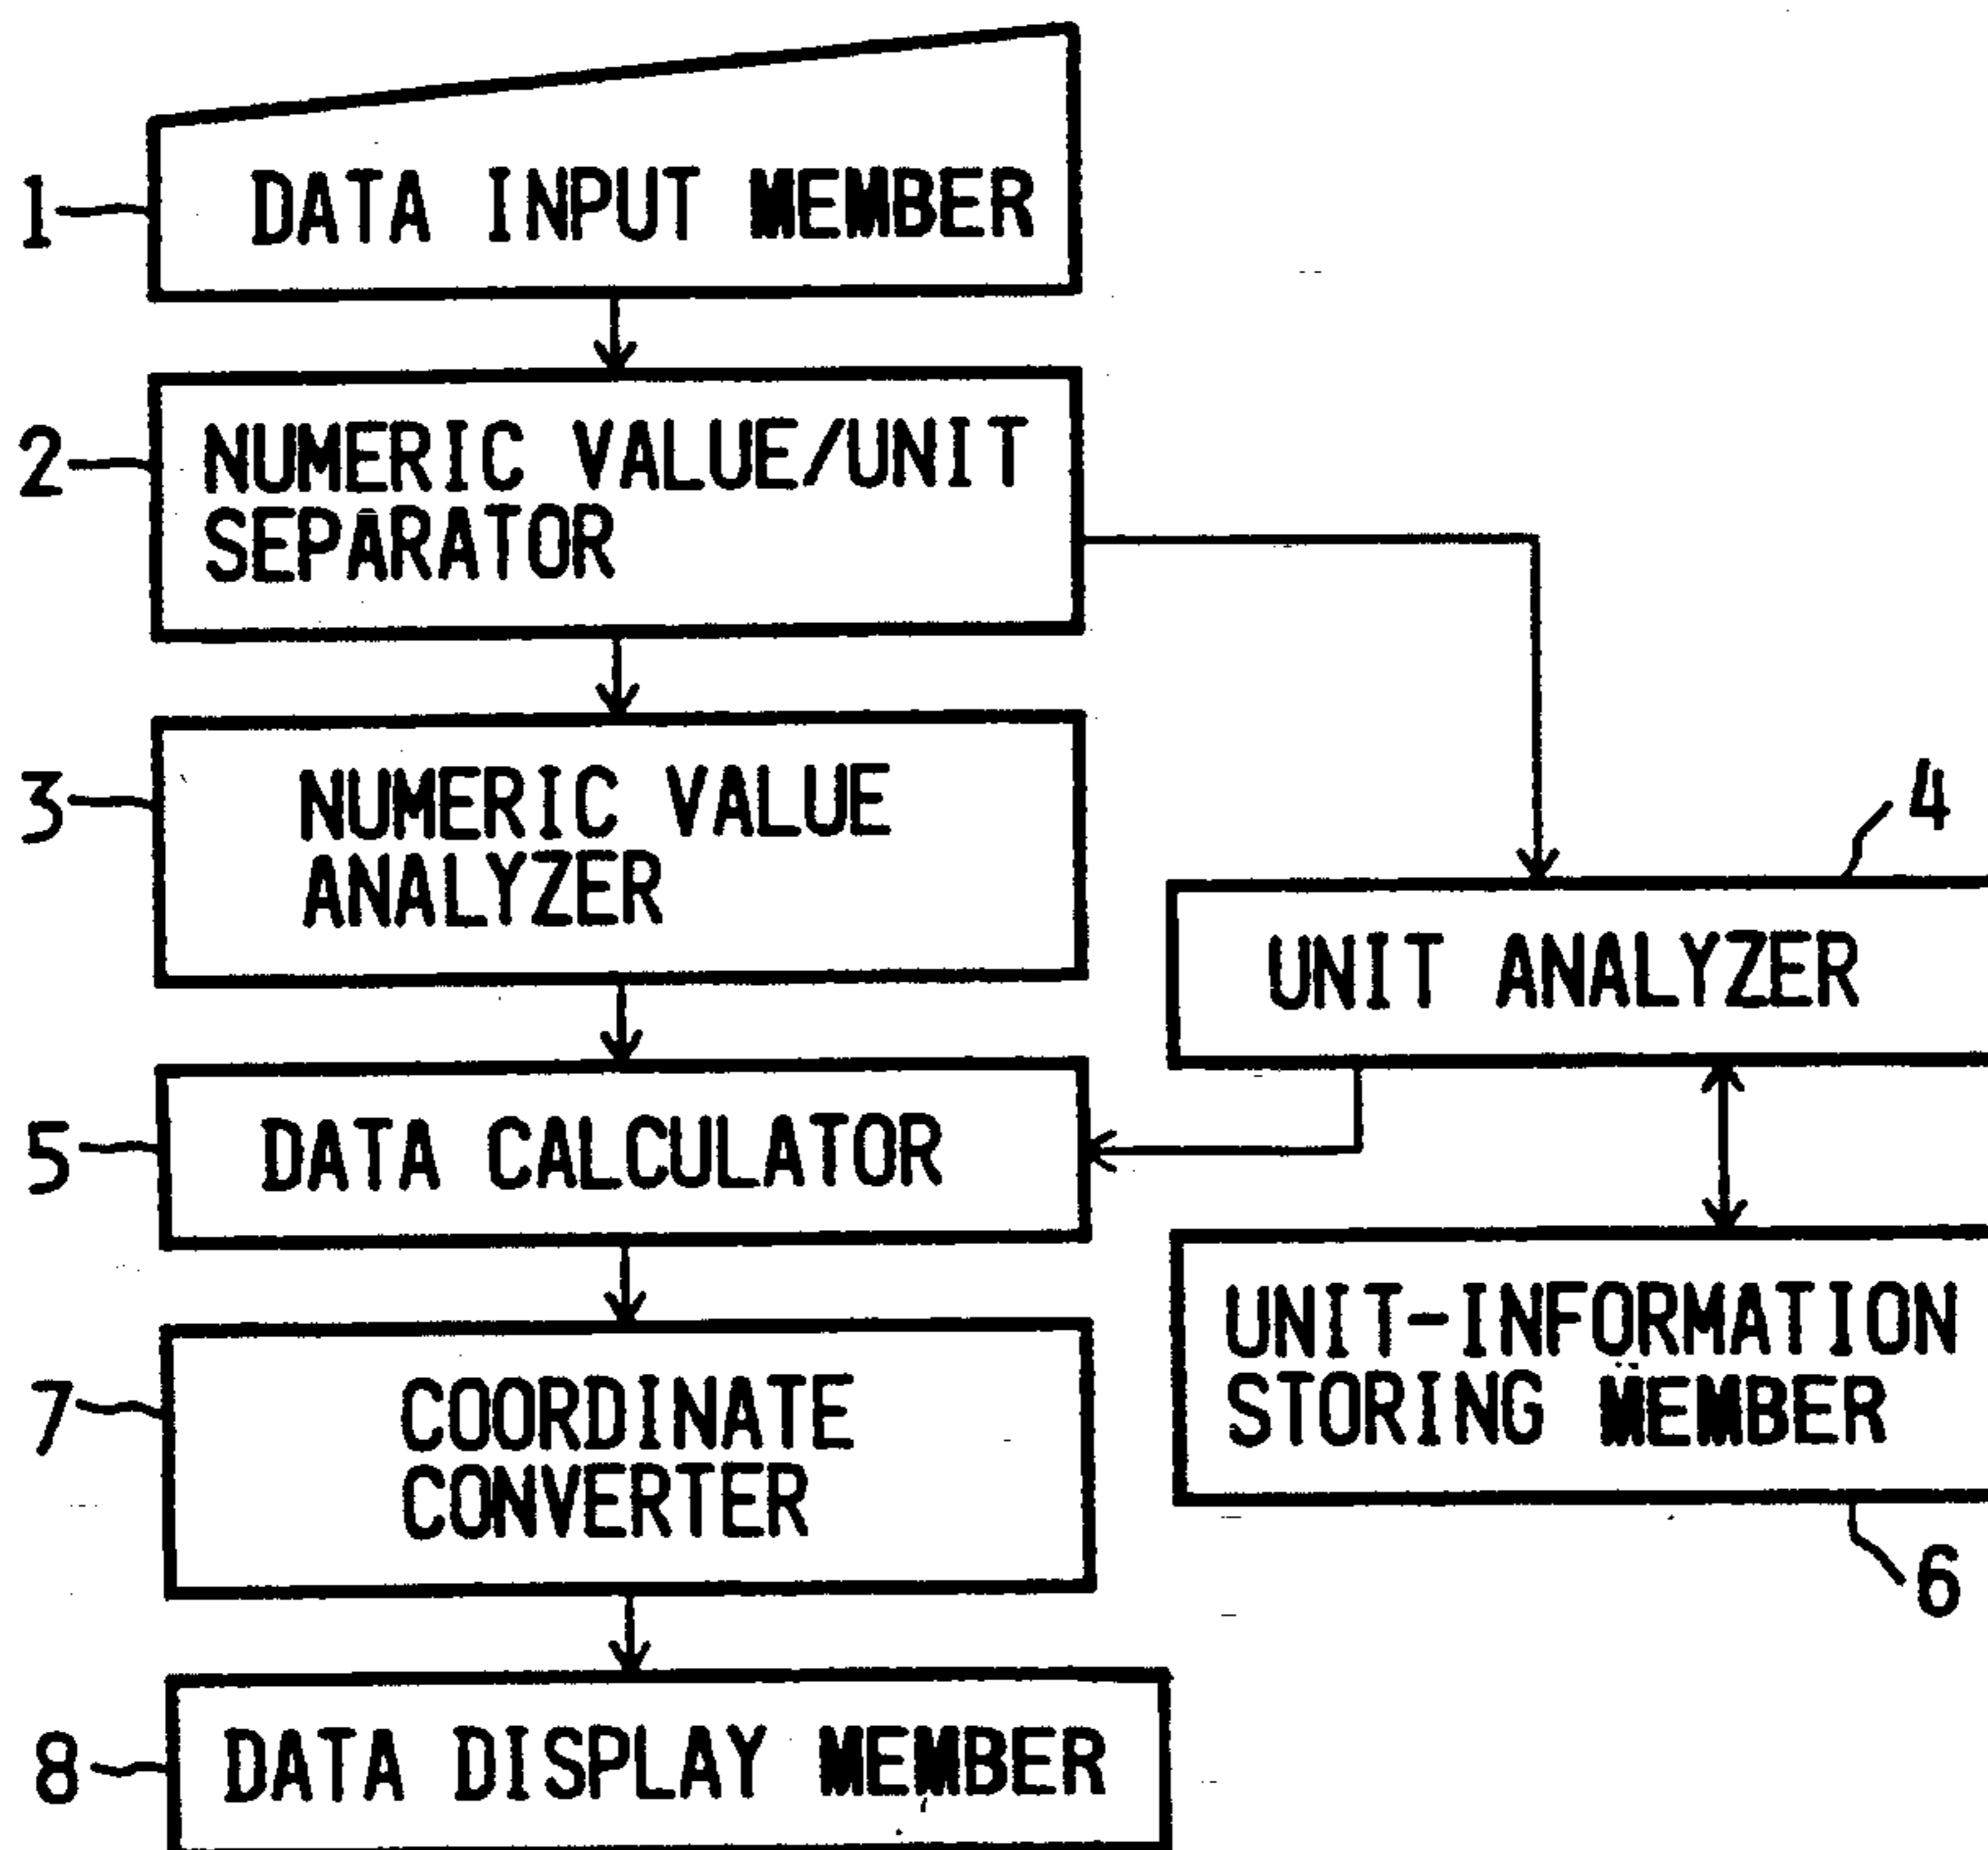 1
DATA INPUT MEMBER
2
NUMERIC VALUE/UNIT
SEPARATOR
3
NUMERIC VALUE
ANALYZER
4
UNIT ANALYZER
5
DATA CALCULATOR
UNIT-INFORMATION
STORING MEMBER
6
7
COORDINATE
CONVERTER
8
DATA DISPLAY MEMBER